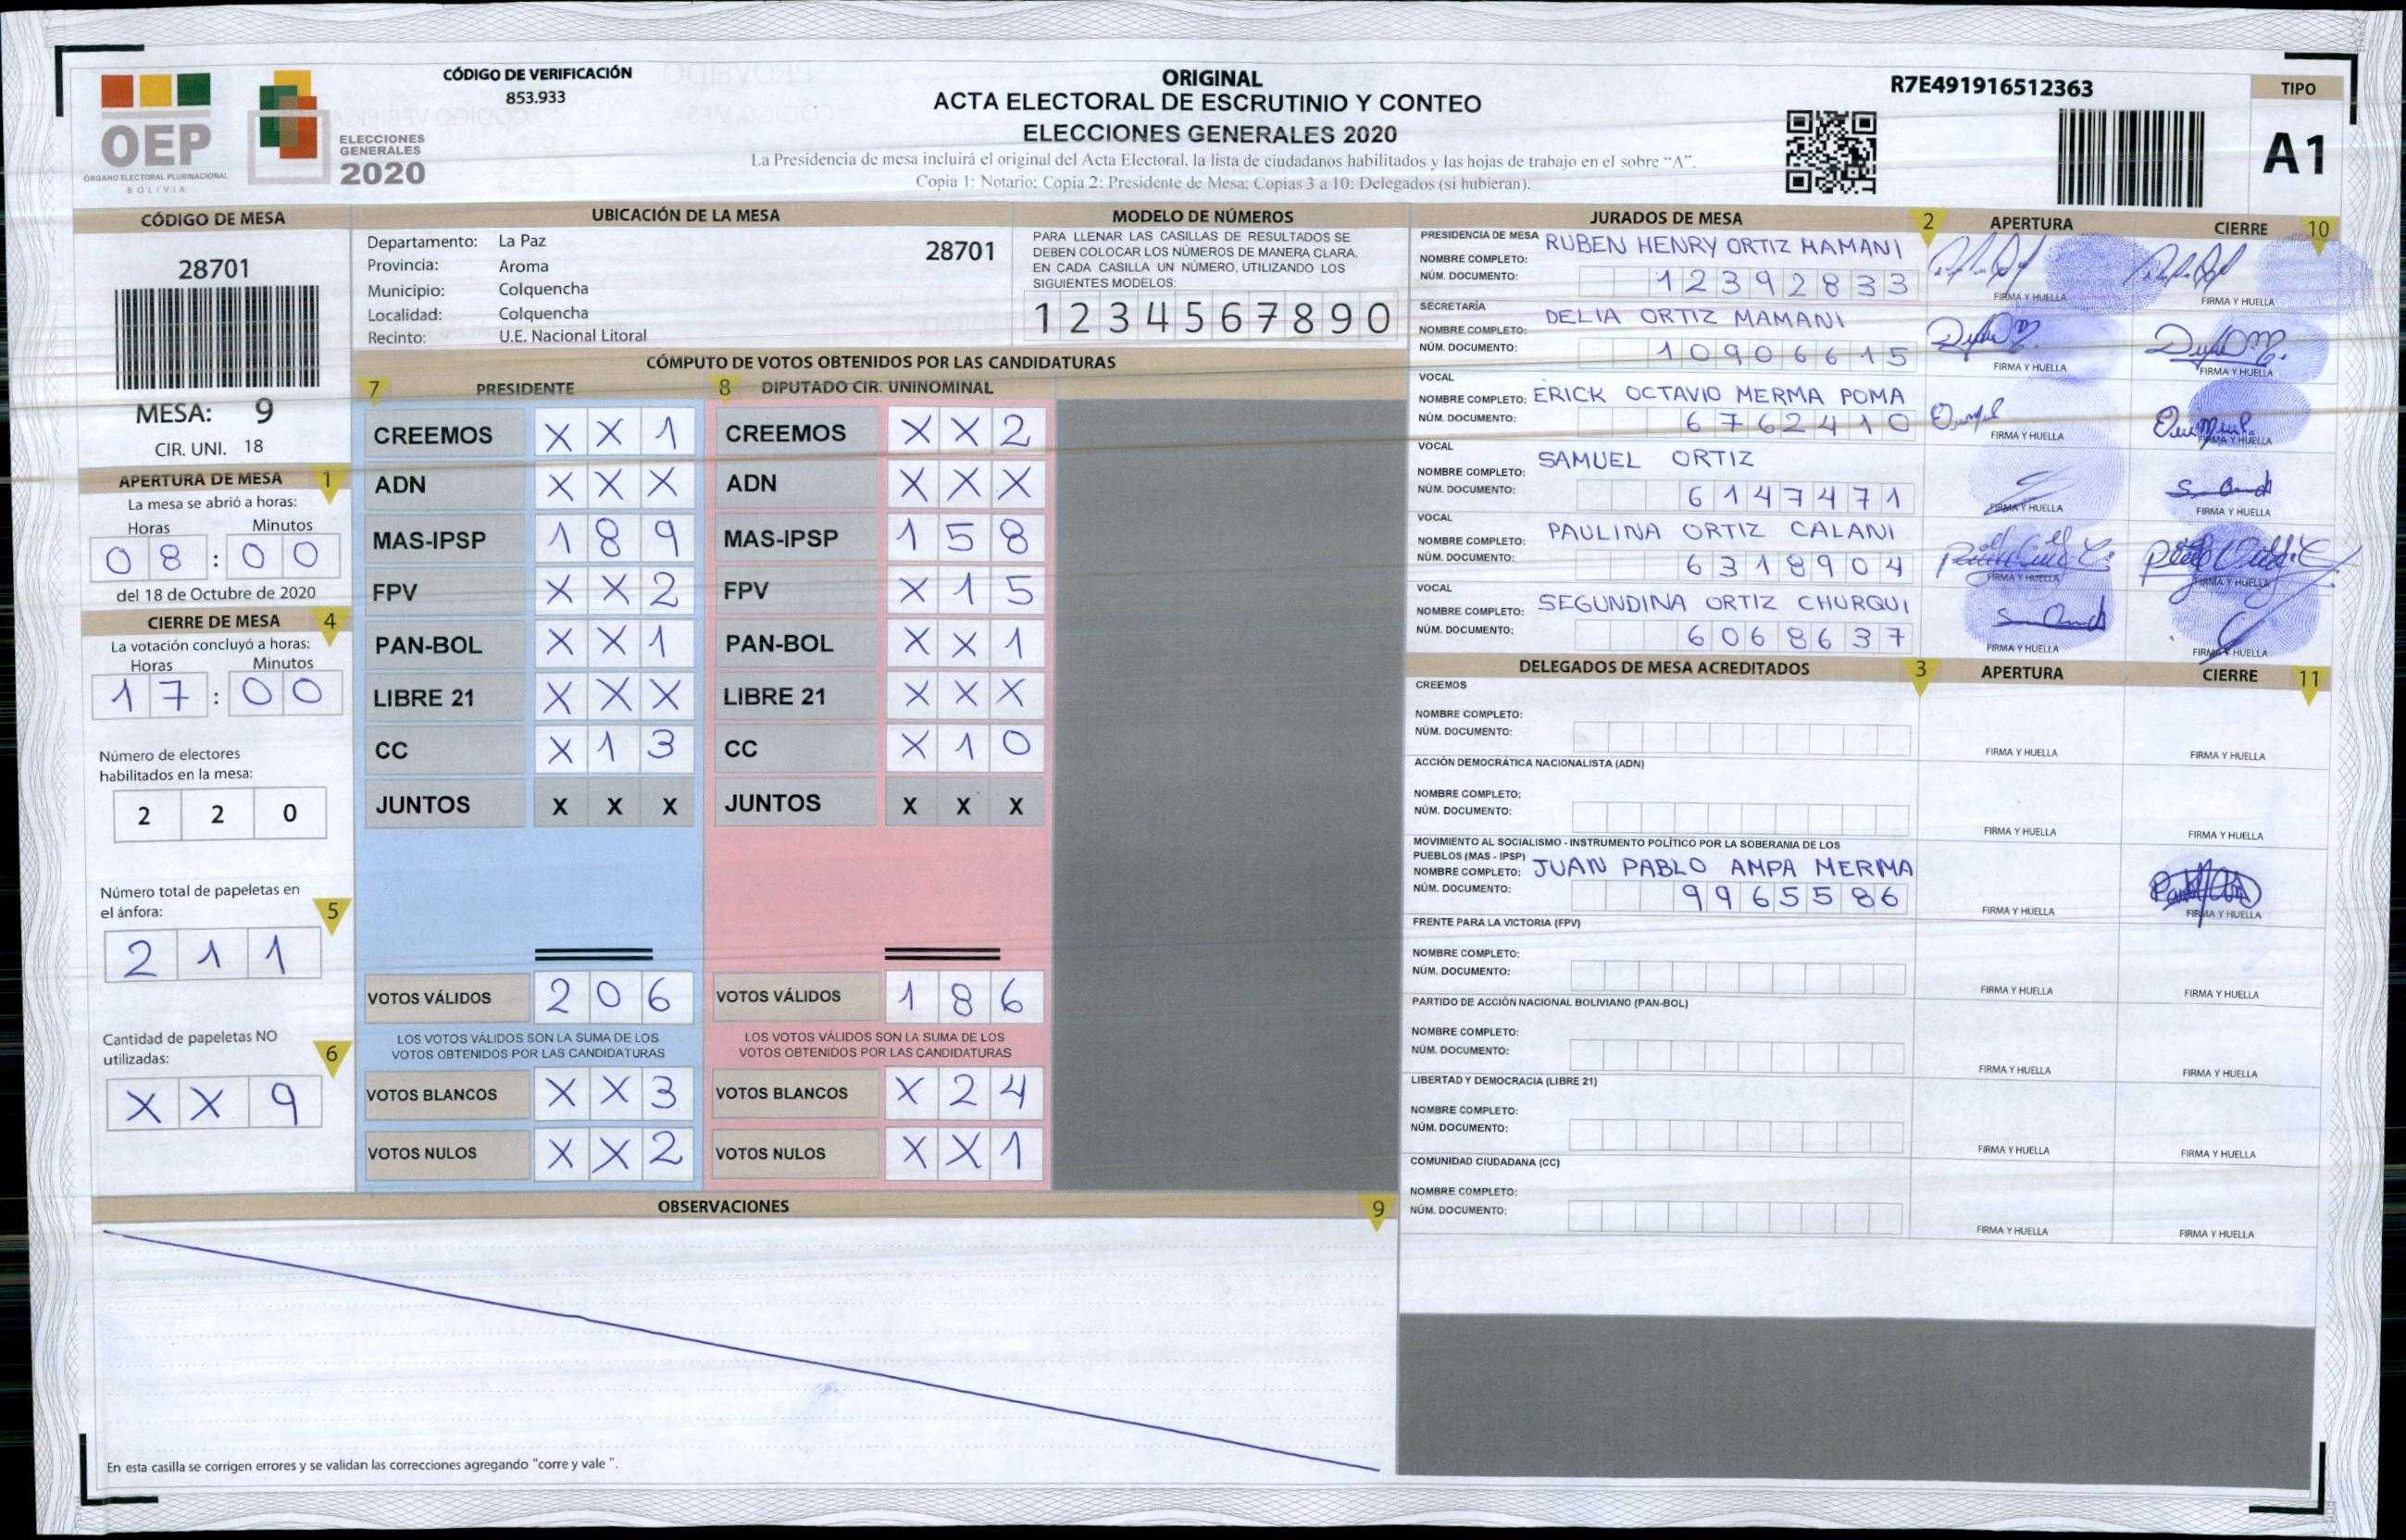 CÓDIGO DE VERIFICACIÓN
853.933
ORIGINAL
ACTA ELECTORAL DE ESCRUTINIO Y CONTEO
ELECCIONES GENERALES 2020
La Presidencia de mesa incluirá el original del Acta Electoral, la lista de ciudadanos habilitados y las hojas de trabajo en el sobre "A".
Copia 1: Notario; Copia 2: Presidente de Mesa; Copias 3 a 10: Delegados (si hubieran).
R7E491916512363
TIPO
A1
OEP
ÓRGANO ELECTORAL PLURINACIONAL
BOLIVIA
ELECCIONES
GENERALES
2020
CÓDIGO DE MESA
28701
MESA: 9
CIR. UNI. 18
APERTURA DE MESA 1
La mesa se abrió a horas:
Horas Minutos
08 : 00
del 18 de Octubre de 2020
CIERRE DE MESA 4
La votación concluyó a horas:
Horas Minutos
17 : 00
Número de electores
habilitados en la mesa:
2 2 0
Número total de papeletas en
el ánfora: 5
2 1 1
Cantidad de papeletas NO
utilizadas: 6
X X 9
UBICACIÓN DE LA MESA
Departamento: La Paz 28701
Provincia: Aroma
Municipio: Colquencha
Localidad: Colquencha
Recinto: U.E. Nacional Litoral
MODELO DE NÚMEROS
PARA LLENAR LAS CASILLAS DE RESULTADOS SE
DEBEN COLOCAR LOS NÚMEROS DE MANERA CLARA.
EN CADA CASILLA UN NÚMERO, UTILIZANDO LOS
SIGUIENTES MODELOS:
1 2 3 4 5 6 7 8 9 0
CÓMPUTO DE VOTOS OBTENIDOS POR LAS CANDIDATURAS
7 PRESIDENTE 8 DIPUTADO CIR. UNINOMINAL
CREEMOS X X 1 CREEMOS X X 2
ADN X X X ADN X X X
MAS-IPSP 1 8 9 MAS-IPSP 1 5 8
FPV X X 2 FPV X 1 5
PAN-BOL X X 1 PAN-BOL X X 1
LIBRE 21 X X X LIBRE 21 X X X
CC X 1 3 CC X 1 0
JUNTOS X X X JUNTOS X X X
VOTOS VÁLIDOS 2 0 6 VOTOS VÁLIDOS 1 8 6
LOS VOTOS VÁLIDOS SON LA SUMA DE LOS LOS VOTOS VÁLIDOS SON LA SUMA DE LOS
VOTOS OBTENIDOS POR LAS CANDIDATURAS VOTOS OBTENIDOS POR LAS CANDIDATURAS
VOTOS BLANCOS X X 3 VOTOS BLANCOS X 2 4
VOTOS NULOS X X 2 VOTOS NULOS X X 1
OBSERVACIONES 9
En esta casilla se corrigen errores y se validan las correcciones agregando "corre y vale ".
JURADOS DE MESA 2 APERTURA CIERRE 10
PRESIDENCIA DE MESA
NOMBRE COMPLETO: RUBEN HENRY ORTIZ MAMANI
NÚM. DOCUMENTO: 12392833
FIRMA Y HUELLA FIRMA Y HUELLA
SECRETARÍA
NOMBRE COMPLETO: DELIA ORTIZ MAMANI
NÚM. DOCUMENTO: 10906615
FIRMA Y HUELLA FIRMA Y HUELLA
VOCAL
NOMBRE COMPLETO: ERICK OCTAVIO MERMA POMA
NÚM. DOCUMENTO: 6762410
FIRMA Y HUELLA FIRMA Y HUELLA
VOCAL
NOMBRE COMPLETO: SAMUEL ORTIZ
NÚM. DOCUMENTO: 6147471
FIRMA Y HUELLA FIRMA Y HUELLA
VOCAL
NOMBRE COMPLETO: PAULINA ORTIZ CALANI
NÚM. DOCUMENTO: 6318904
FIRMA Y HUELLA FIRMA Y HUELLA
VOCAL
NOMBRE COMPLETO: SEGUNDINA ORTIZ CHURQUI
NÚM. DOCUMENTO: 6068637
FIRMA Y HUELLA FIRMA Y HUELLA
DELEGADOS DE MESA ACREDITADOS 3 APERTURA CIERRE 11
CREEMOS
NOMBRE COMPLETO:
NÚM. DOCUMENTO:
FIRMA Y HUELLA FIRMA Y HUELLA
ACCIÓN DEMOCRÁTICA NACIONALISTA (ADN)
NOMBRE COMPLETO:
NÚM. DOCUMENTO:
FIRMA Y HUELLA FIRMA Y HUELLA
MOVIMIENTO AL SOCIALISMO - INSTRUMENTO POLÍTICO POR LA SOBERANIA DE LOS
PUEBLOS (MAS - IPSP)
NOMBRE COMPLETO: JUAN PABLO AMPA MERMA
NÚM. DOCUMENTO: 9965586
FIRMA Y HUELLA FIRMA Y HUELLA
FRENTE PARA LA VICTORIA (FPV)
NOMBRE COMPLETO:
NÚM. DOCUMENTO:
FIRMA Y HUELLA FIRMA Y HUELLA
PARTIDO DE ACCIÓN NACIONAL BOLIVIANO (PAN-BOL)
NOMBRE COMPLETO:
NÚM. DOCUMENTO:
FIRMA Y HUELLA FIRMA Y HUELLA
LIBERTAD Y DEMOCRACIA (LIBRE 21)
NOMBRE COMPLETO:
NÚM. DOCUMENTO:
FIRMA Y HUELLA FIRMA Y HUELLA
COMUNIDAD CIUDADANA (CC)
NOMBRE COMPLETO:
NÚM. DOCUMENTO:
FIRMA Y HUELLA FIRMA Y HUELLA